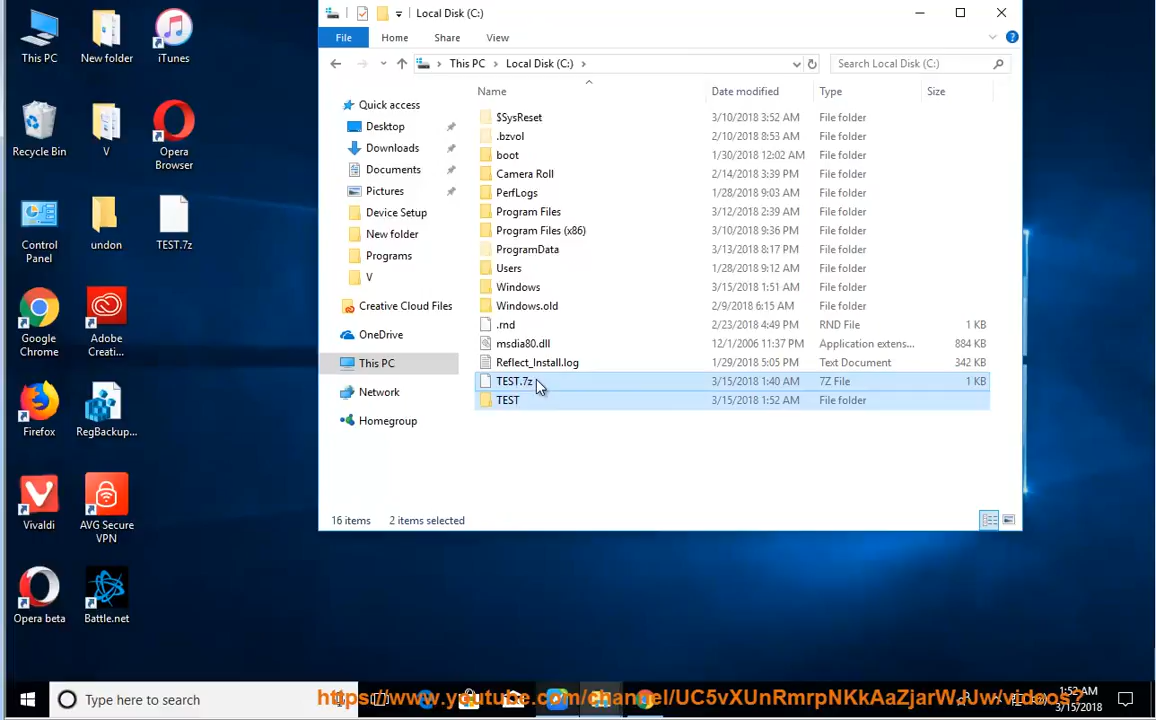 This PC
New folder
iTunes
Recycle Bin
V
Opera
Browser
Control
Panel
undon
TEST.7z
Google
Chrome
Adobe
Creati...
Firefox
RegBackup...
Vivaldi
AVG Secure
VPN
Opera beta
Battle.net
Local Disk (C:)
File
Home
Share
View
This PC
Local Disk (C:)
Search Local Disk (C:)
Quick access
Desktop
Downloads
Documents
Pictures
Device Setup
New folder
Programs
V
Creative Cloud Files
OneDrive
This PC
Network
Homegroup
Name Date modified Type Size
$SysReset 3/10/2018 3:52 AM File folder
.bzvol 2/10/2018 8:53 AM File folder
boot 1/30/2018 12:02 AM File folder
Camera Roll 2/14/2018 3:39 PM File folder
PerfLogs 1/28/2018 9:03 AM File folder
Program Files 3/12/2018 2:39 AM File folder
Program Files (x86) 3/10/2018 9:36 PM File folder
ProgramData 3/13/2018 8:17 PM File folder
Users 1/28/2018 9:12 AM File folder
Windows 3/15/2018 1:51 AM File folder
Windows.old 2/9/2018 6:15 AM File folder
.rnd 2/23/2018 4:49 PM RND File 1 KB
msdia80.dll 12/1/2006 11:37 PM Application extens... 884 KB
Reflect_Install.log 1/29/2018 5:05 PM Text Document 342 KB
TEST.7z 3/15/2018 1:40 AM 7Z File 1 KB
TEST 3/15/2018 1:52 AM File folder
16 items 2 items selected
Type here to search
https://www.youtube.com/channel/UC5vXUnRmrpNKkAaZjarWJUw/videos?
1:52 AM
3/15/2018